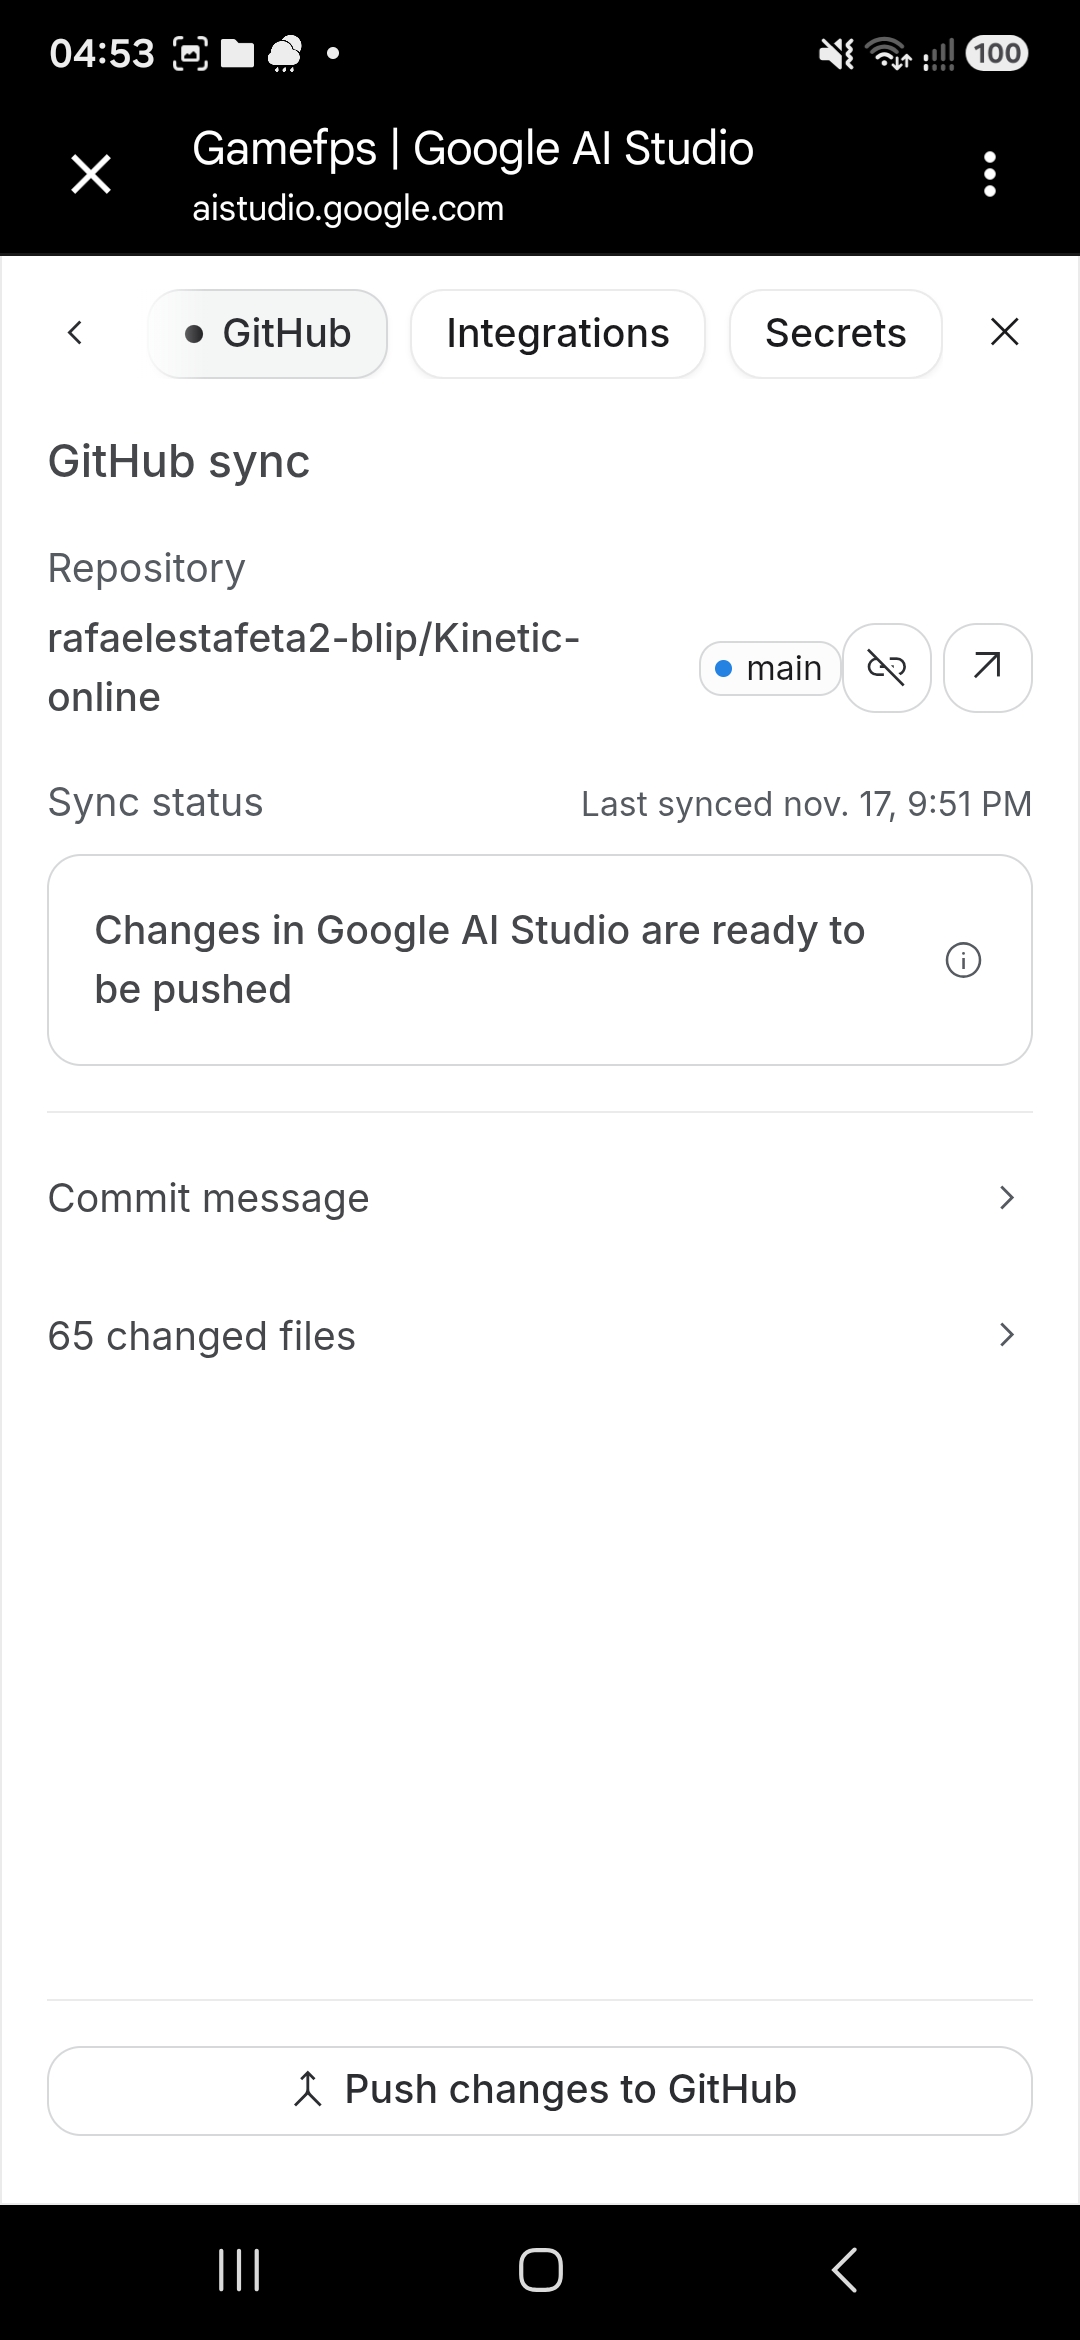 04:53
100
Gamefps | Google AI Studio
aistudio.google.com
GitHub
Integrations
Secrets
GitHub sync
Repository
rafaelestafeta2-blip/Kinetic-
online
main
Sync status
Last synced nov. 17, 9:51 PM
Changes in Google AI Studio are ready to
be pushed
Commit message
65 changed files
Push changes to GitHub